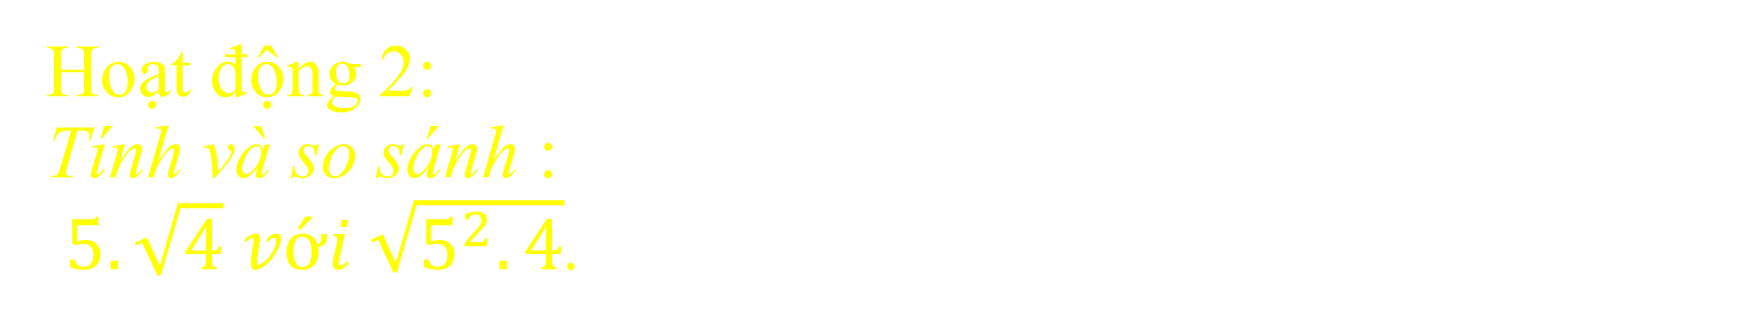 Hoạt động 2:
Tính và so sánh :
5.√4 với √(5².4).